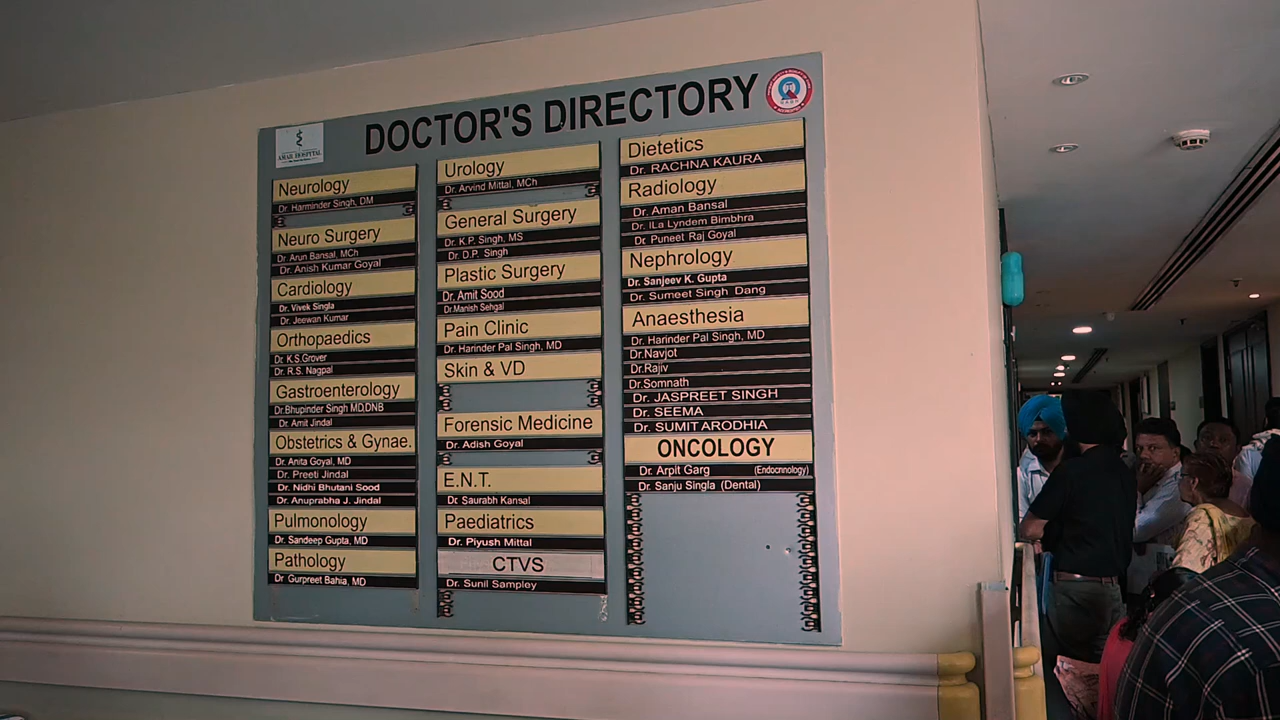 DOCTOR'S DIRECTORY
AMAR HOSPITAL
Neurology
Dr. Harminder Singh, DM
Neuro Surgery
Dr. Arun Bansal, MCh
Dr. Anish Kumar Goyal
Cardiology
Dr. Vivek Singla
Dr. Jeewan Kumar
Orthopaedics
Dr. K.S.Grover
Dr. R.S. Nagpal
Gastroenterology
Dr.Bhupinder Singh MD,DNB
Dr. Amit Jindal
Obstetrics & Gynae.
Dr. Anita Goyal, MD
Dr. Preeti Jindal
Dr. Nidhi Bhutani Sood
Dr. Anuprabha J. Jindal
Pulmonology
Dr. Sandeep Gupta, MD
Pathology
Dr Gurpreet Bahia, MD
Urology
Dr. Arvind Mittal, MCh
General Surgery
Dr. K.P. Singh, MS
Dr. D.P. Singh
Plastic Surgery
Dr. Amit Sood
Dr.Manish Sehgal
Pain Clinic
Dr. Harinder Pal Singh, MD
Skin & VD
Forensic Medicine
Dr. Adish Goyal
E.N.T.
Dr. Saurabh Kansal
Paediatrics
Dr. Piyush Mittal
CTVS
Dr. Sunil Sampley
Dietetics
Dr. RACHNA KAURA
Radiology
Dr. Aman Bansal
Dr. ILa Lyndem Bimbhra
Dr. Puneet Raj Goyal
Nephrology
Dr. Sanjeev K. Gupta
Dr. Sumeet Singh Dang
Anaesthesia
Dr. Harinder Pal Singh, MD
Dr.Navjot
Dr.Rajiv
Dr.Somnath
Dr. JASPREET SINGH
Dr. SEEMA
Dr. SUMIT ARODHIA
ONCOLOGY
Dr. Arpit Garg (Endocnnology)
Dr. Sanju Singla (Dental)